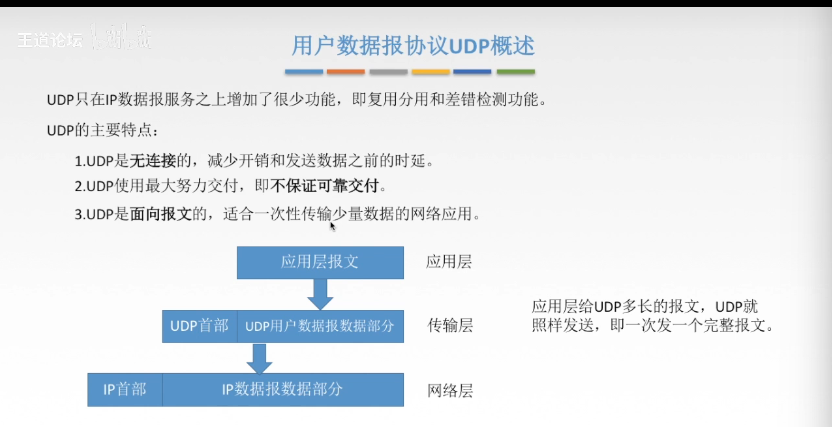 王道论坛
用户数据报协议UDP概述
UDP只在IP数据报服务之上增加了很少功能，即复用分用和差错检测功能。
UDP的主要特点：
1.UDP是无连接的，减少开销和发送数据之前的时延。
2.UDP使用最大努力交付，即不保证可靠交付。
3.UDP是面向报文的，适合一次性传输少量数据的网络应用。
应用层报文 应用层
应用层给UDP多长的报文，UDP就
照样发送，即一次发一个完整报文。
UDP首部 UDP用户数据报数据部分 传输层
IP首部 IP数据报数据部分 网络层